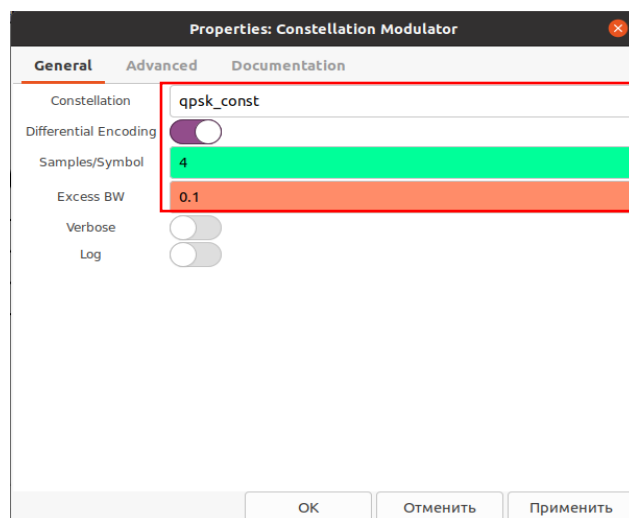 Properties: Constellation Modulator
General Advanced Documentation
Constellation qpsk_const
Differential Encoding
Samples/Symbol 4
Excess BW 0.1
Verbose
Log
OK Отменить Применить